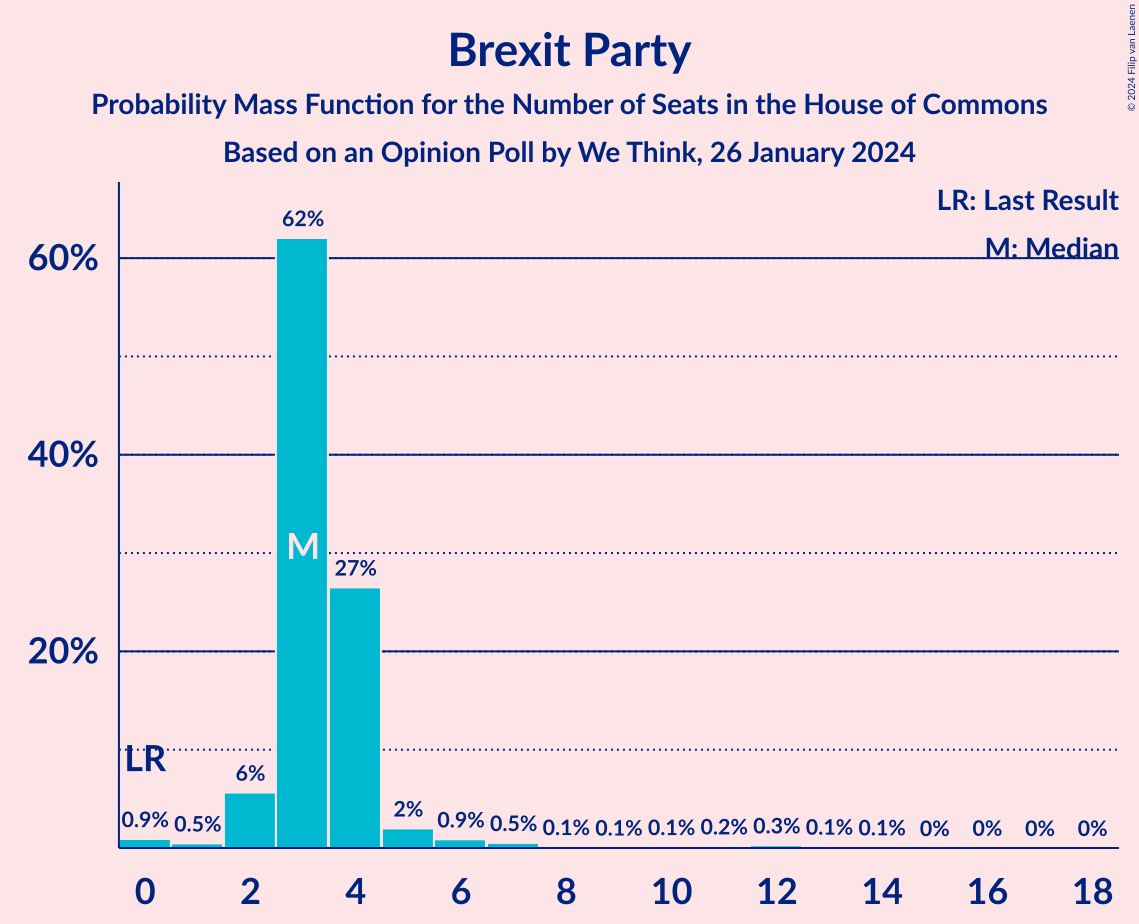 Brexit Party
Probability Mass Function for the Number of Seats in the House of Commons
Based on an Opinion Poll by We Think, 26 January 2024
© 2024 Filip van Laenen
LR: Last Result
M: Median
60%
40%
20%
62%
M
27%
LR
6%
0.9% 0.5% 2% 0.9% 0.5% 0.1% 0.1% 0.1% 0.2% 0.3% 0.1% 0.1% 0% 0% 0% 0%
0 2 4 6 8 10 12 14 16 18